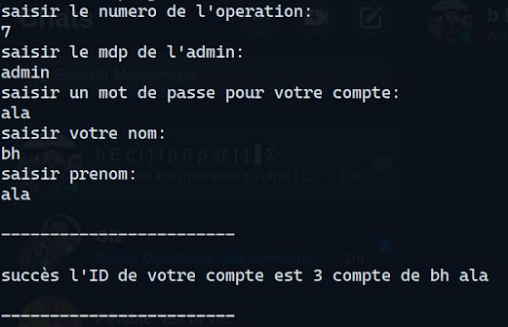 saisir le numero de l'operation:
7
saisir le mdp de l'admin:
admin
saisir un mot de passe pour votre compte:
ala
saisir votre nom:
bh
saisir prenom:
ala
------------------------
succès l'ID de votre compte est 3 compte de bh ala
------------------------